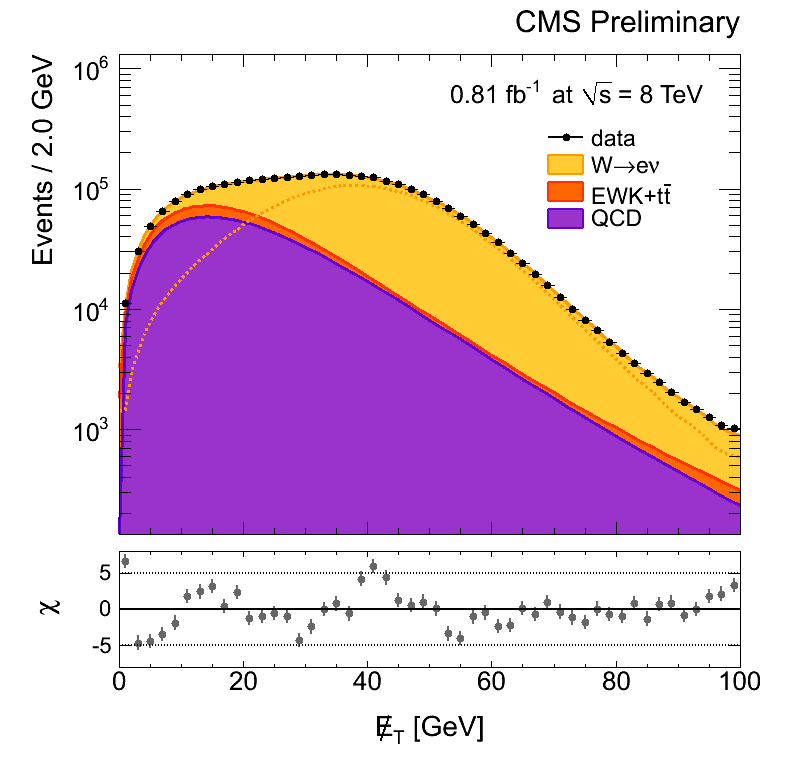 CMS Preliminary
0.81 fb⁻¹ at √s = 8 TeV
data
W→eν
EWK+tt̄
QCD
Events / 2.0 GeV
10⁶
10⁵
10⁴
10³
χ
5
0
-5
0 20 40 60 80 100
E̸_T [GeV]